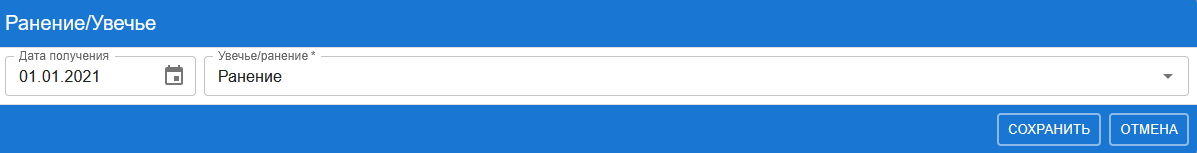 Ранение/Увечье
Дата получения
Увечье/ранение *
01.01.2021
Ранение
СОХРАНИТЬ
ОТМЕНА